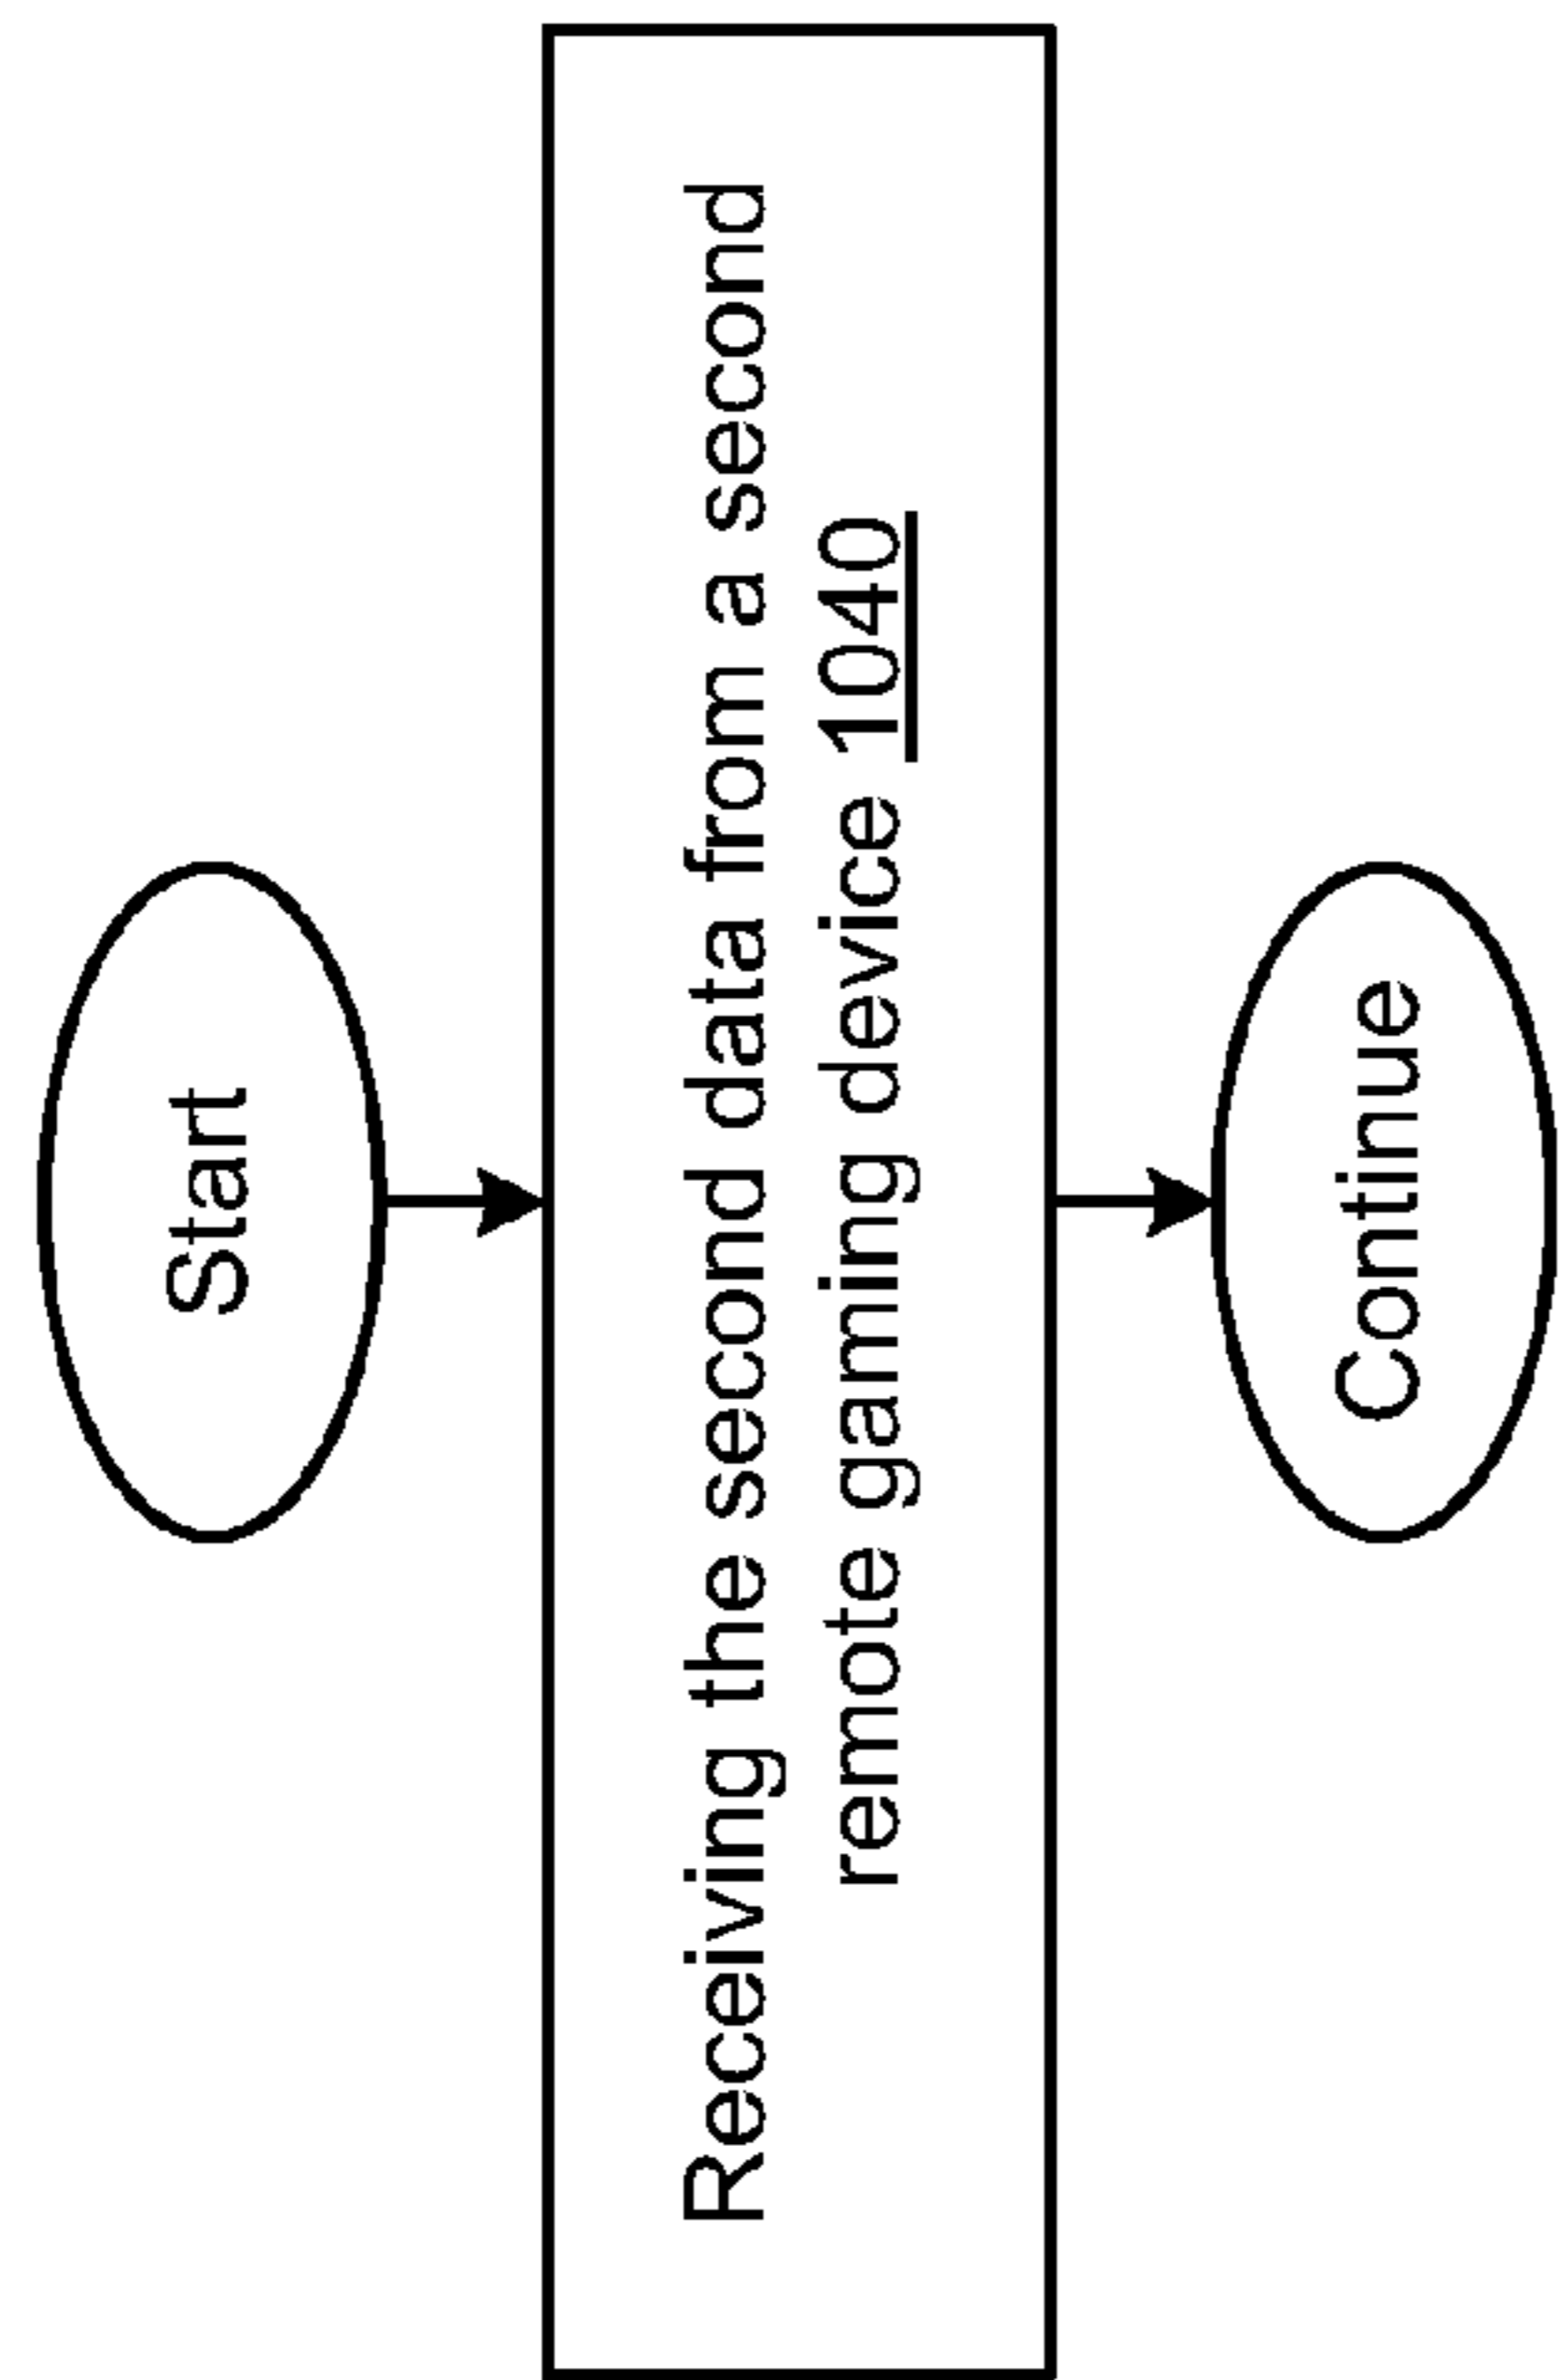 Start
Receiving the second data from a second
remote gaming device 1040
Continue